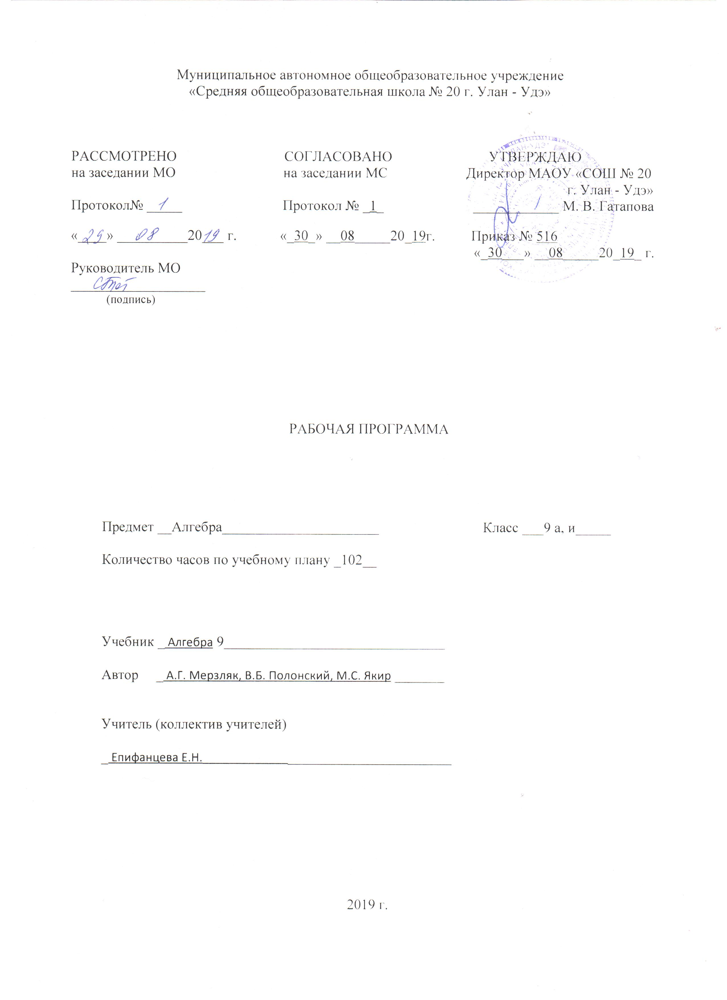 Муниципальное автономное общеобразовательное учреждение
«Средняя общеобразовательная школа № 20 г. Улан - Удэ»
РАССМОТРЕНО
на заседании МО
Протокол№ 1
«29» 08 2019 г.
Руководитель МО
(подпись)
СОГЛАСОВАНО
на заседании МС
Протокол № _1_
«_30_» __08_____20_19г.
УТВЕРЖДАЮ
Директор МАОУ «СОШ № 20
г. Улан - Удэ»
____________ М. В. Гатапова
Приказ № 516
«_30___» __08_____20_19_ г.
РАБОЧАЯ ПРОГРАММА
Предмет __Алгебра______________________ Класс ___9 а, и_____
Количество часов по учебному плану _102__
Учебник _Алгебра 9_______________________________
Автор _А.Г. Мерзляк, В.Б. Полонский, М.С. Якир _______
Учитель (коллектив учителей)
_Епифанцева Е.Н.___________________________________
2019 г.